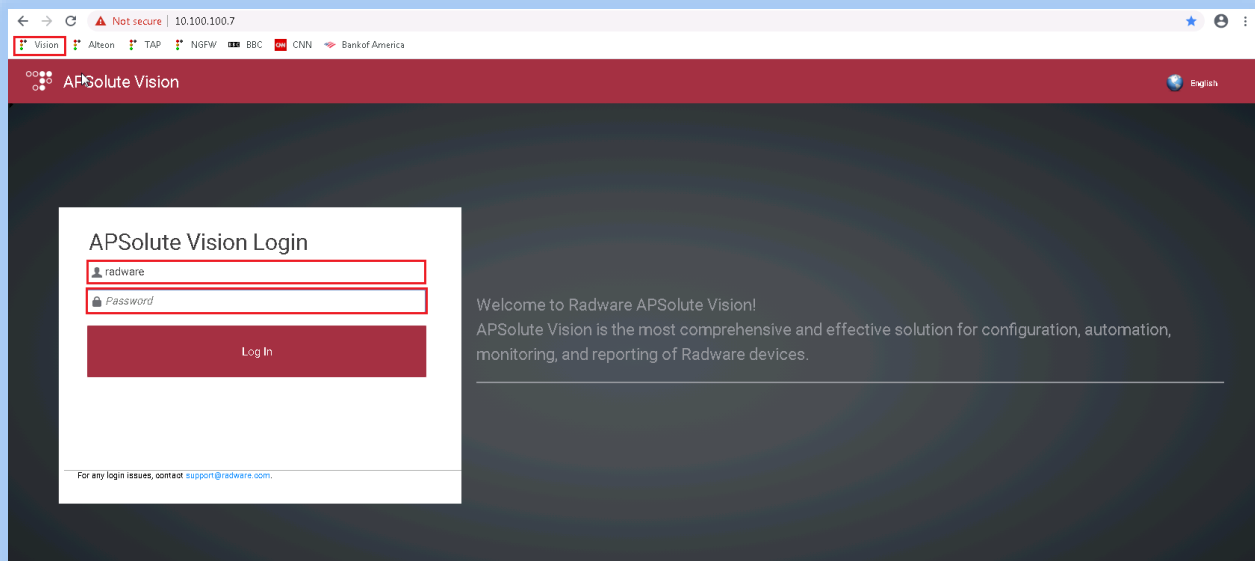 Not secure | 10.100.100.7
Vision Alteon TAP NGFW BBC BBC CNN CNN Bank of America
APSolute Vision English
APSolute Vision Login
radware
Password
Log In
For any login issues, contact support@radware.com.
Welcome to Radware APSolute Vision!
APSolute Vision is the most comprehensive and effective solution for configuration, automation,
monitoring, and reporting of Radware devices.